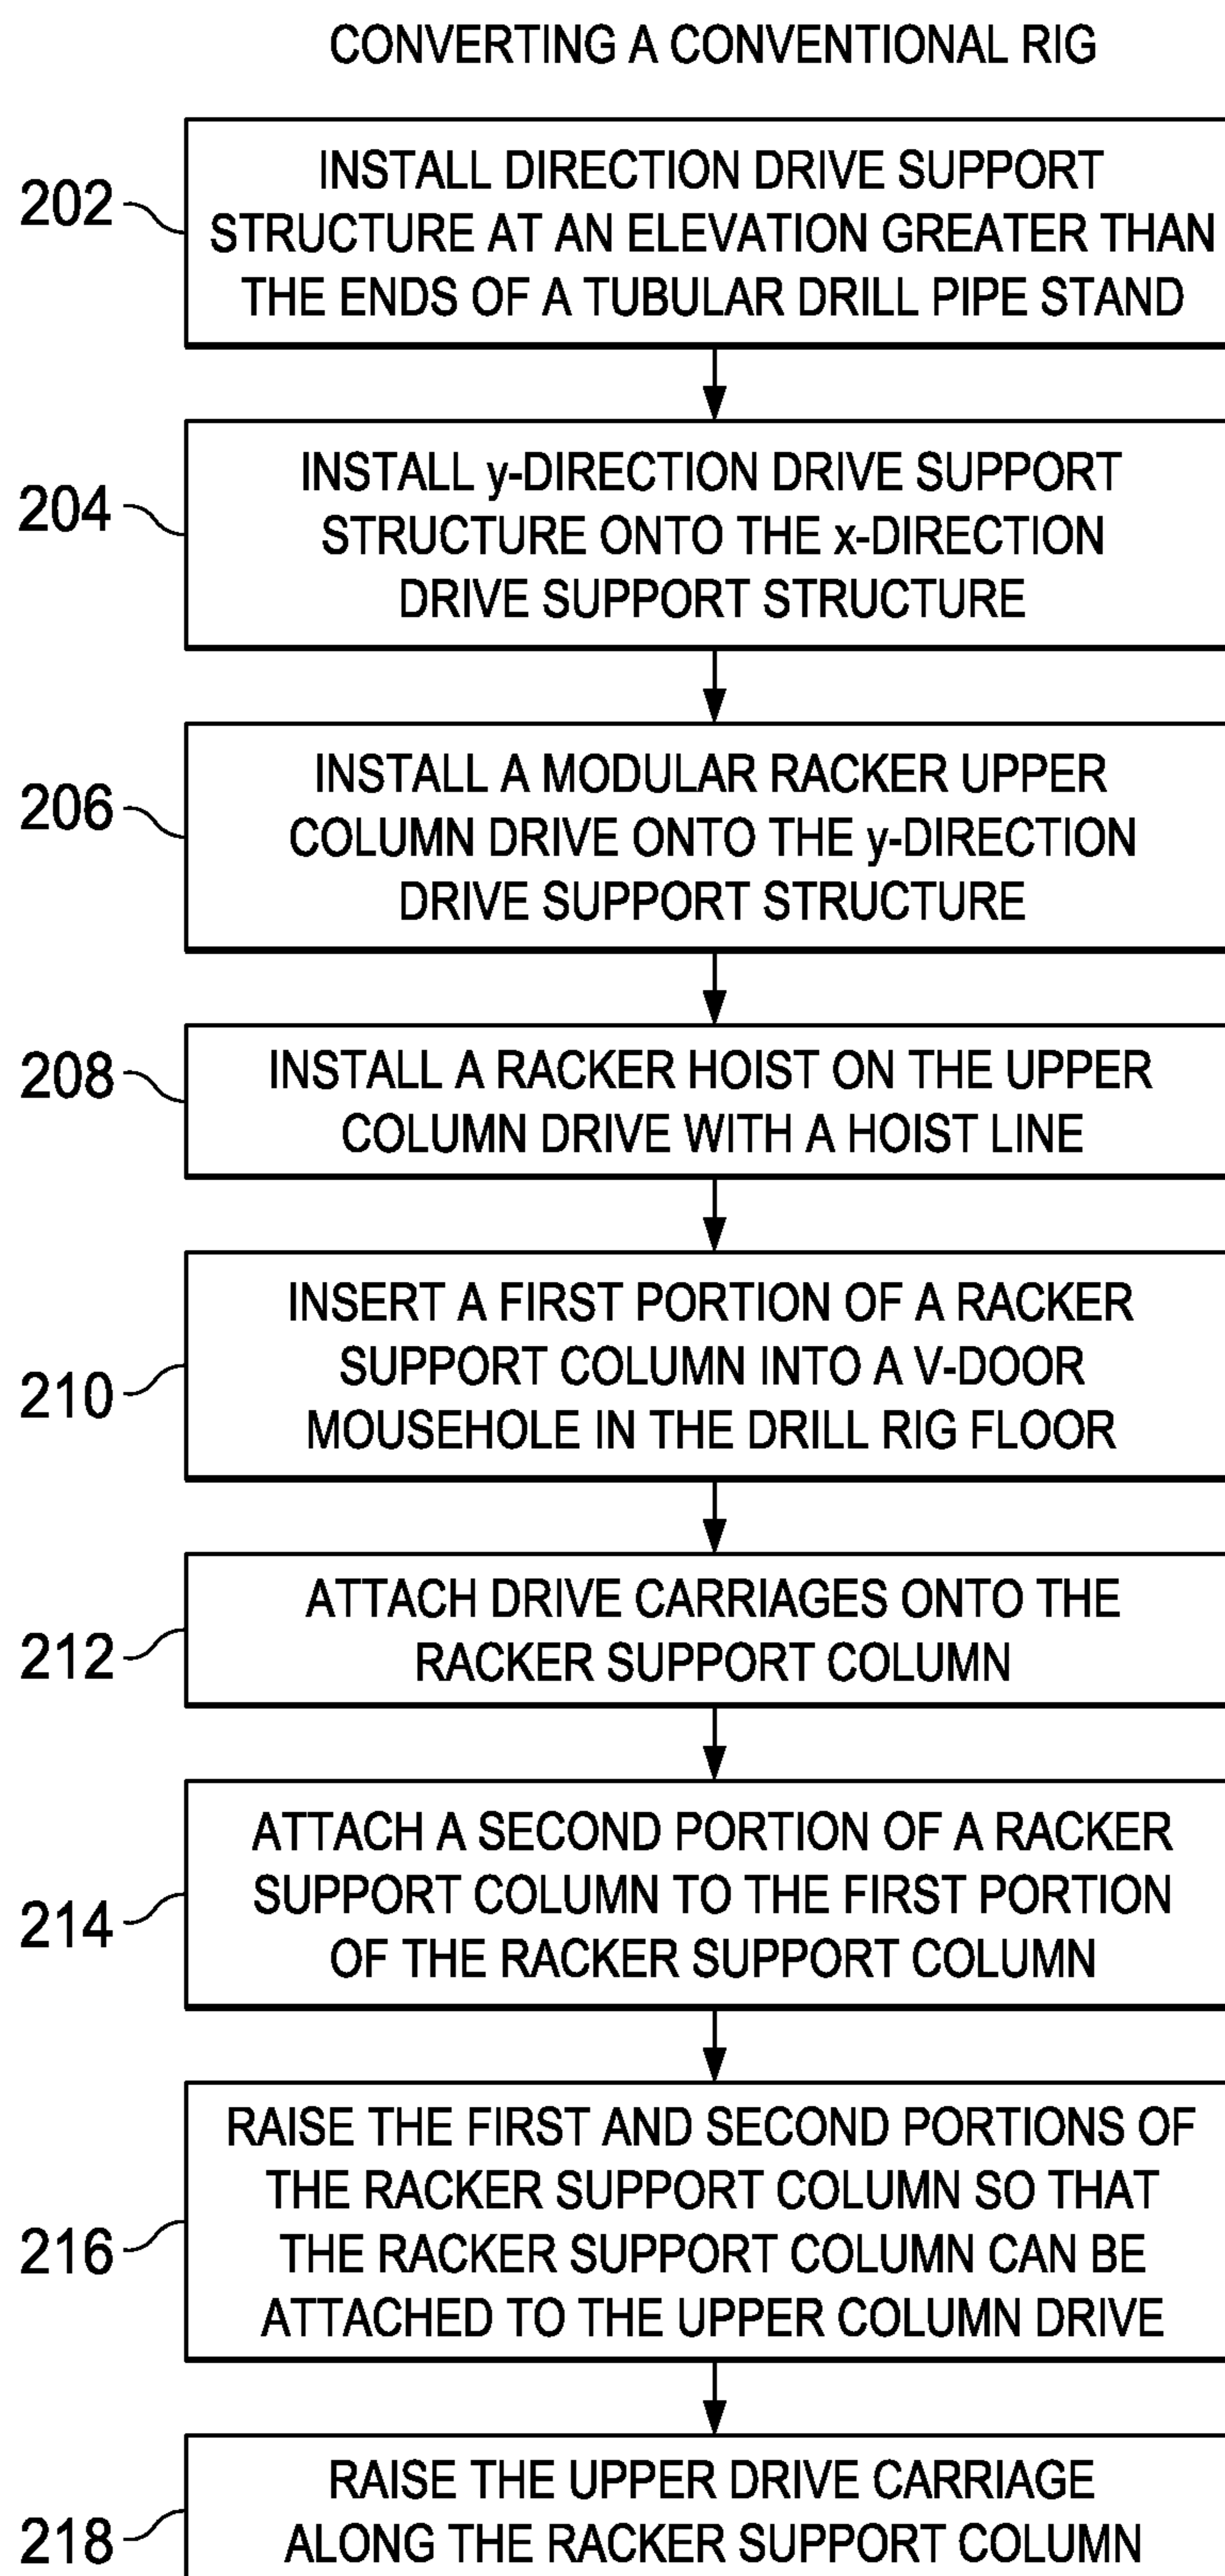 CONVERTING A CONVENTIONAL RIG
202
INSTALL DIRECTION DRIVE SUPPORT
STRUCTURE AT AN ELEVATION GREATER THAN
THE ENDS OF A TUBULAR DRILL PIPE STAND
204
INSTALL y-DIRECTION DRIVE SUPPORT
STRUCTURE ONTO THE x-DIRECTION
DRIVE SUPPORT STRUCTURE
206
INSTALL A MODULAR RACKER UPPER
COLUMN DRIVE ONTO THE y-DIRECTION
DRIVE SUPPORT STRUCTURE
208
INSTALL A RACKER HOIST ON THE UPPER
COLUMN DRIVE WITH A HOIST LINE
210
INSERT A FIRST PORTION OF A RACKER
SUPPORT COLUMN INTO A V-DOOR
MOUSEHOLE IN THE DRILL RIG FLOOR
212
ATTACH DRIVE CARRIAGES ONTO THE
RACKER SUPPORT COLUMN
214
ATTACH A SECOND PORTION OF A RACKER
SUPPORT COLUMN TO THE FIRST PORTION
OF THE RACKER SUPPORT COLUMN
216
RAISE THE FIRST AND SECOND PORTIONS OF
THE RACKER SUPPORT COLUMN SO THAT
THE RACKER SUPPORT COLUMN CAN BE
ATTACHED TO THE UPPER COLUMN DRIVE
218
RAISE THE UPPER DRIVE CARRIAGE
ALONG THE RACKER SUPPORT COLUMN